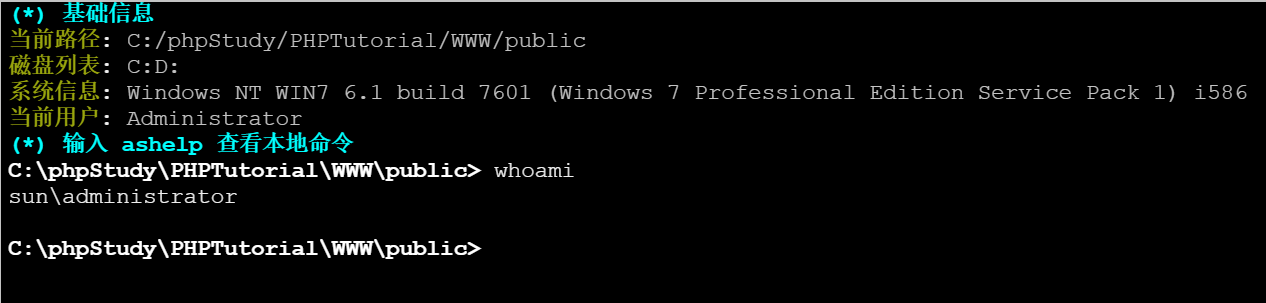 (*) 基础信息
当前路径: C:/phpStudy/PHPTutorial/WWW/public
磁盘列表: C:D:
系统信息: Windows NT WIN7 6.1 build 7601 (Windows 7 Professional Edition Service Pack 1) i586
当前用户: Administrator
(*) 输入 ashelp 查看本地命令
C:\phpStudy\PHPTutorial\WWW\public> whoami
sun\administrator
C:\phpStudy\PHPTutorial\WWW\public>